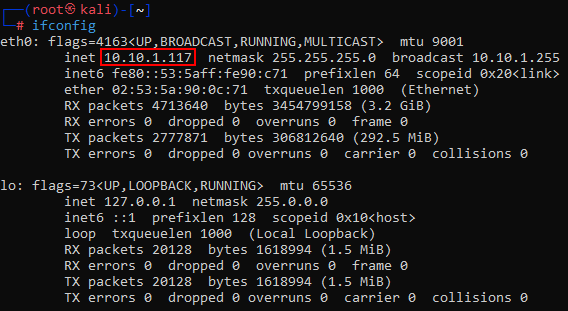 ┌──(root㉿kali)-[~]
└─# ifconfig
eth0: flags=4163<UP,BROADCAST,RUNNING,MULTICAST>  mtu 9001
        inet 10.10.1.117  netmask 255.255.255.0  broadcast 10.10.1.255
        inet6 fe80::53:5aff:fe90:c71  prefixlen 64  scopeid 0x20<link>
        ether 02:53:5a:90:0c:71  txqueuelen 1000  (Ethernet)
        RX packets 4713640  bytes 3454799158 (3.2 GiB)
        RX errors 0  dropped 0  overruns 0  frame 0
        TX packets 2777871  bytes 306812640 (292.5 MiB)
        TX errors 0  dropped 0 overruns 0  carrier 0  collisions 0

lo: flags=73<UP,LOOPBACK,RUNNING>  mtu 65536
        inet 127.0.0.1  netmask 255.0.0.0
        inet6 ::1  prefixlen 128  scopeid 0x10<host>
        loop  txqueuelen 1000  (Local Loopback)
        RX packets 20128  bytes 1618994 (1.5 MiB)
        RX errors 0  dropped 0  overruns 0  frame 0
        TX packets 20128  bytes 1618994 (1.5 MiB)
        TX errors 0  dropped 0 overruns 0  carrier 0  collisions 0